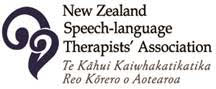 New Zealand
Speech-language
Therapists' Association
Te Kāhui Kaiwhakatikatika
Reo Kōrero o Aotearoa